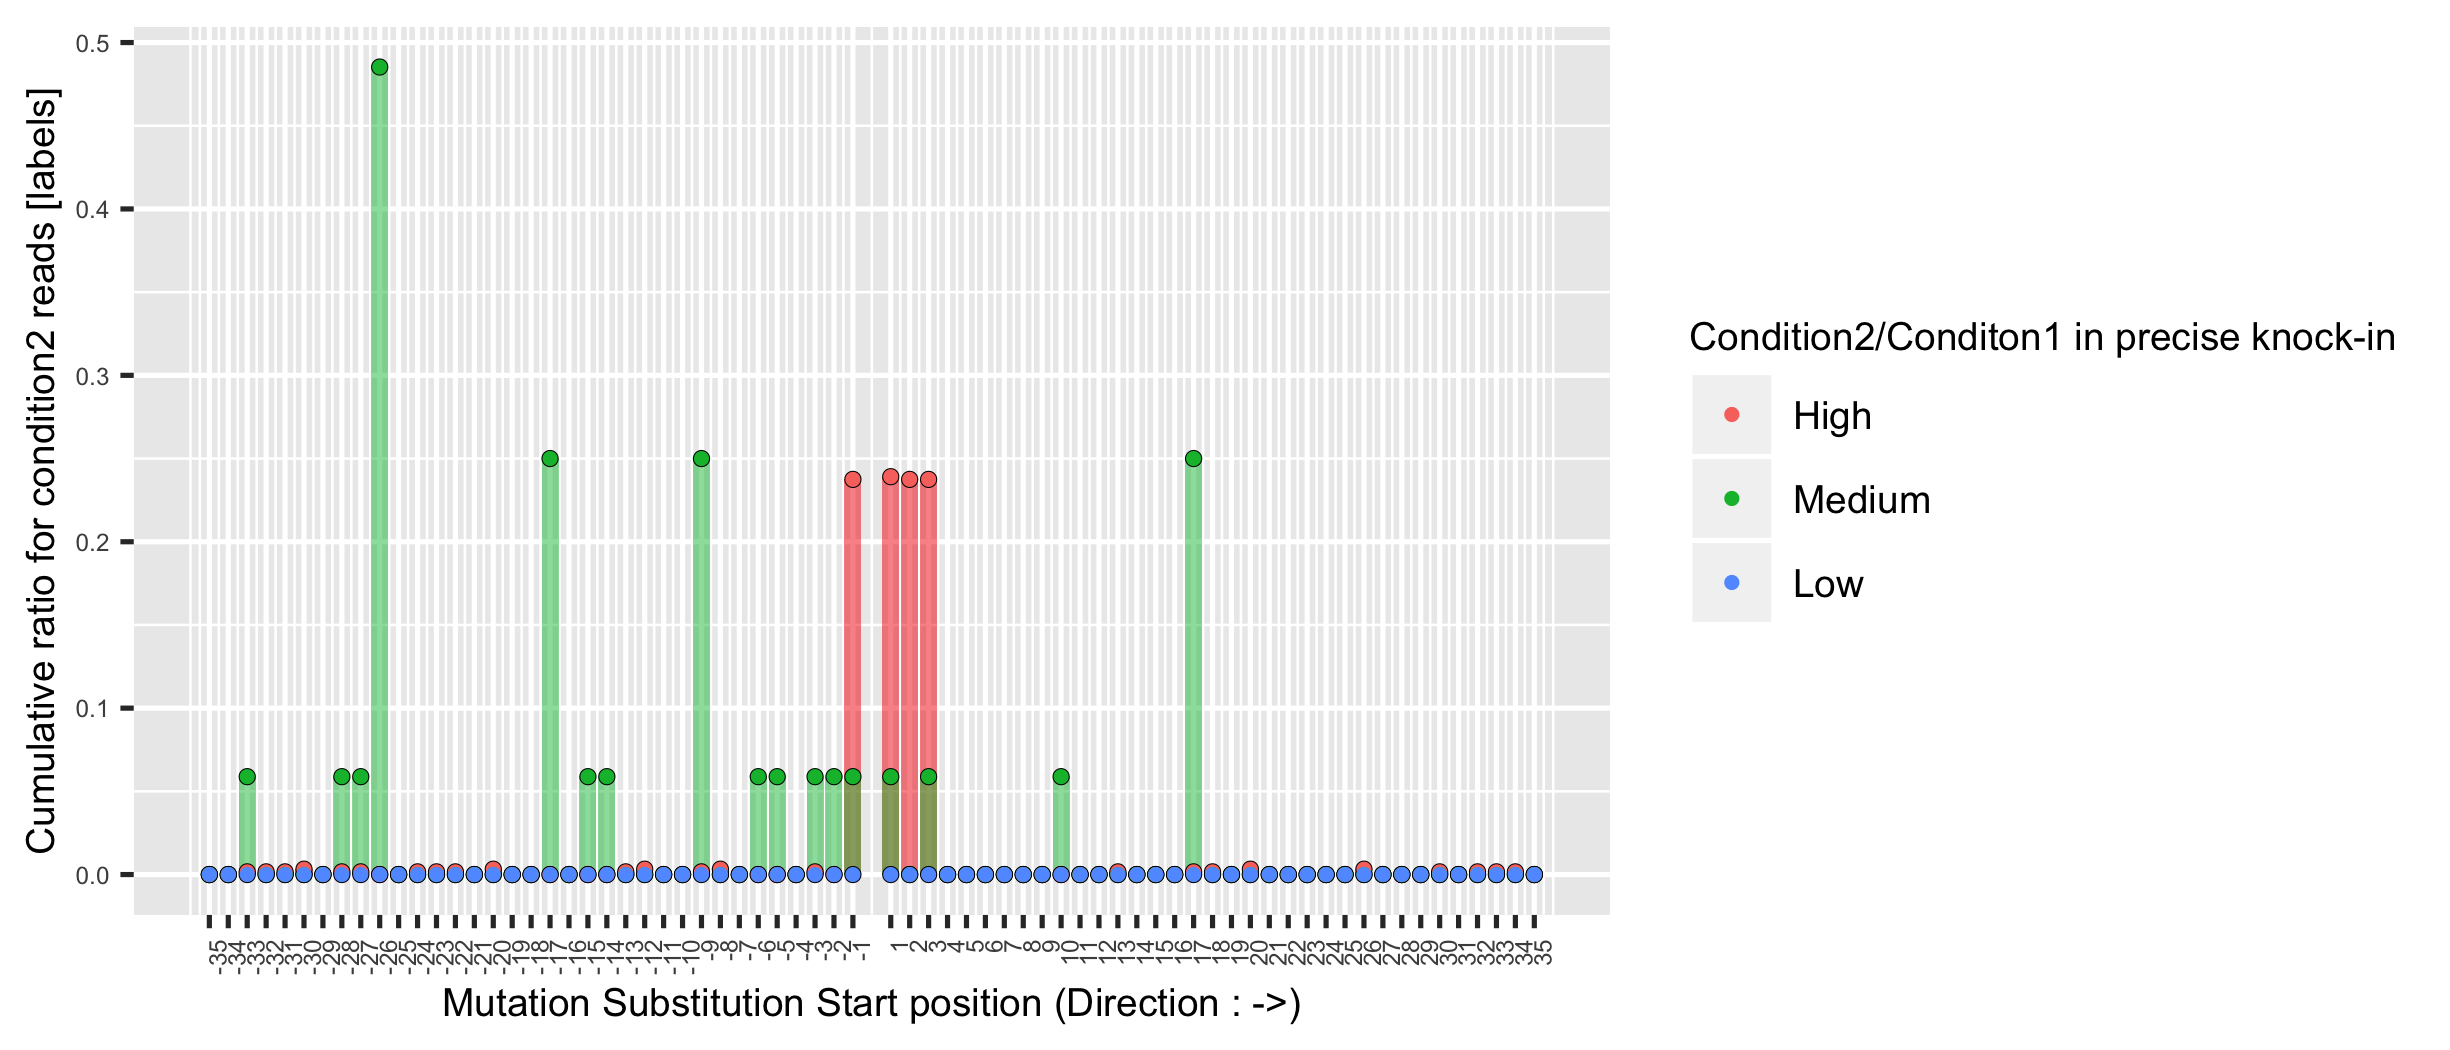 Cumulative ratio for condition2 reads [labels]
0.5
0.4
0.3
0.2
0.1
0.0
-35 -34 -33 -32 -31 -30 -29 -28 -27 -26 -25 -24 -23 -22 -21 -20 -19 -18 -17 -16 -15 -14 -13 -12 -11 -10 -9 -8 -7 -6 -5 -4 -3 -2 -1 1 2 3 4 5 6 7 8 9 10 11 12 13 14 15 16 17 18 19 20 21 22 23 24 25 26 27 28 29 30 31 32 33 34 35
Mutation Substitution Start position (Direction : ->)
Condition2/Conditon1 in precise knock-in
High
Medium
Low